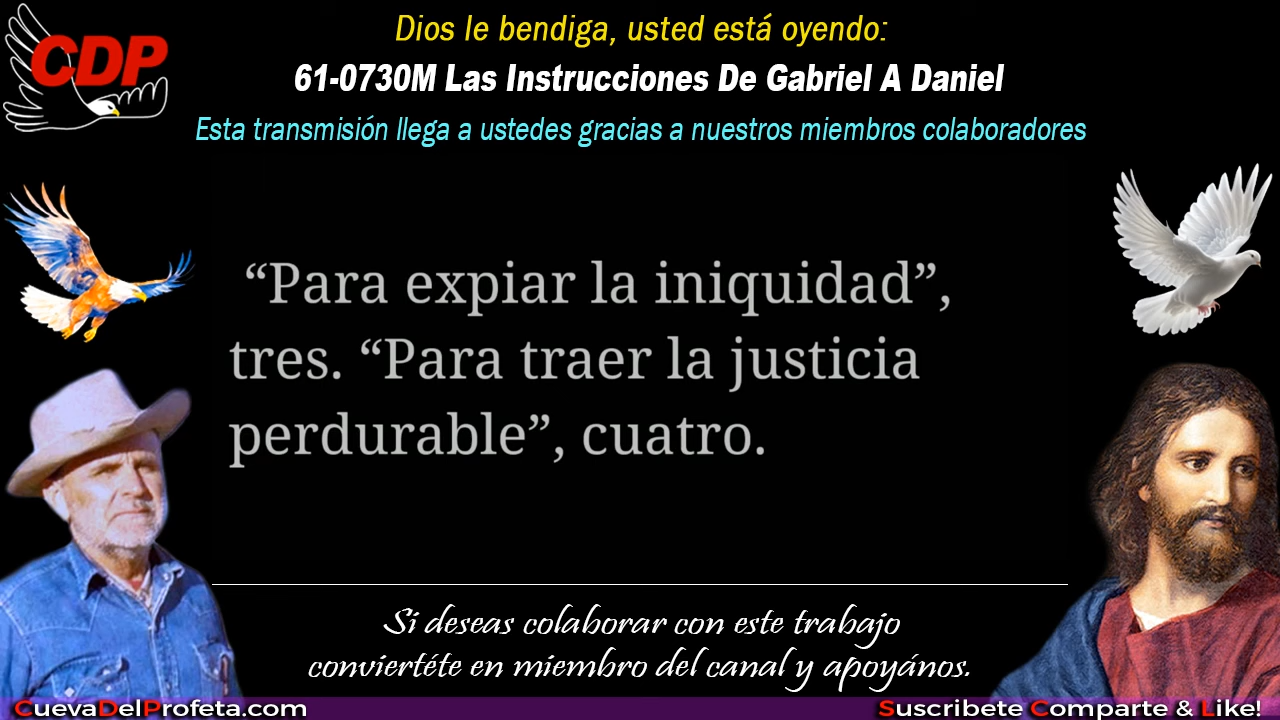 CDP
Dios le bendiga, usted está oyendo:
61-0730M Las Instrucciones De Gabriel A Daniel
Esta transmisión llega a ustedes gracias a nuestros miembros colaboradores
“Para expiar la iniquidad”,
tres. “Para traer la justicia
perdurable”, cuatro.
Si deseas colaborar con este trabajo
conviertéte en miembro del canal y apoyános.
CuevaDelProfeta.com
Suscribete Comparte & Like!